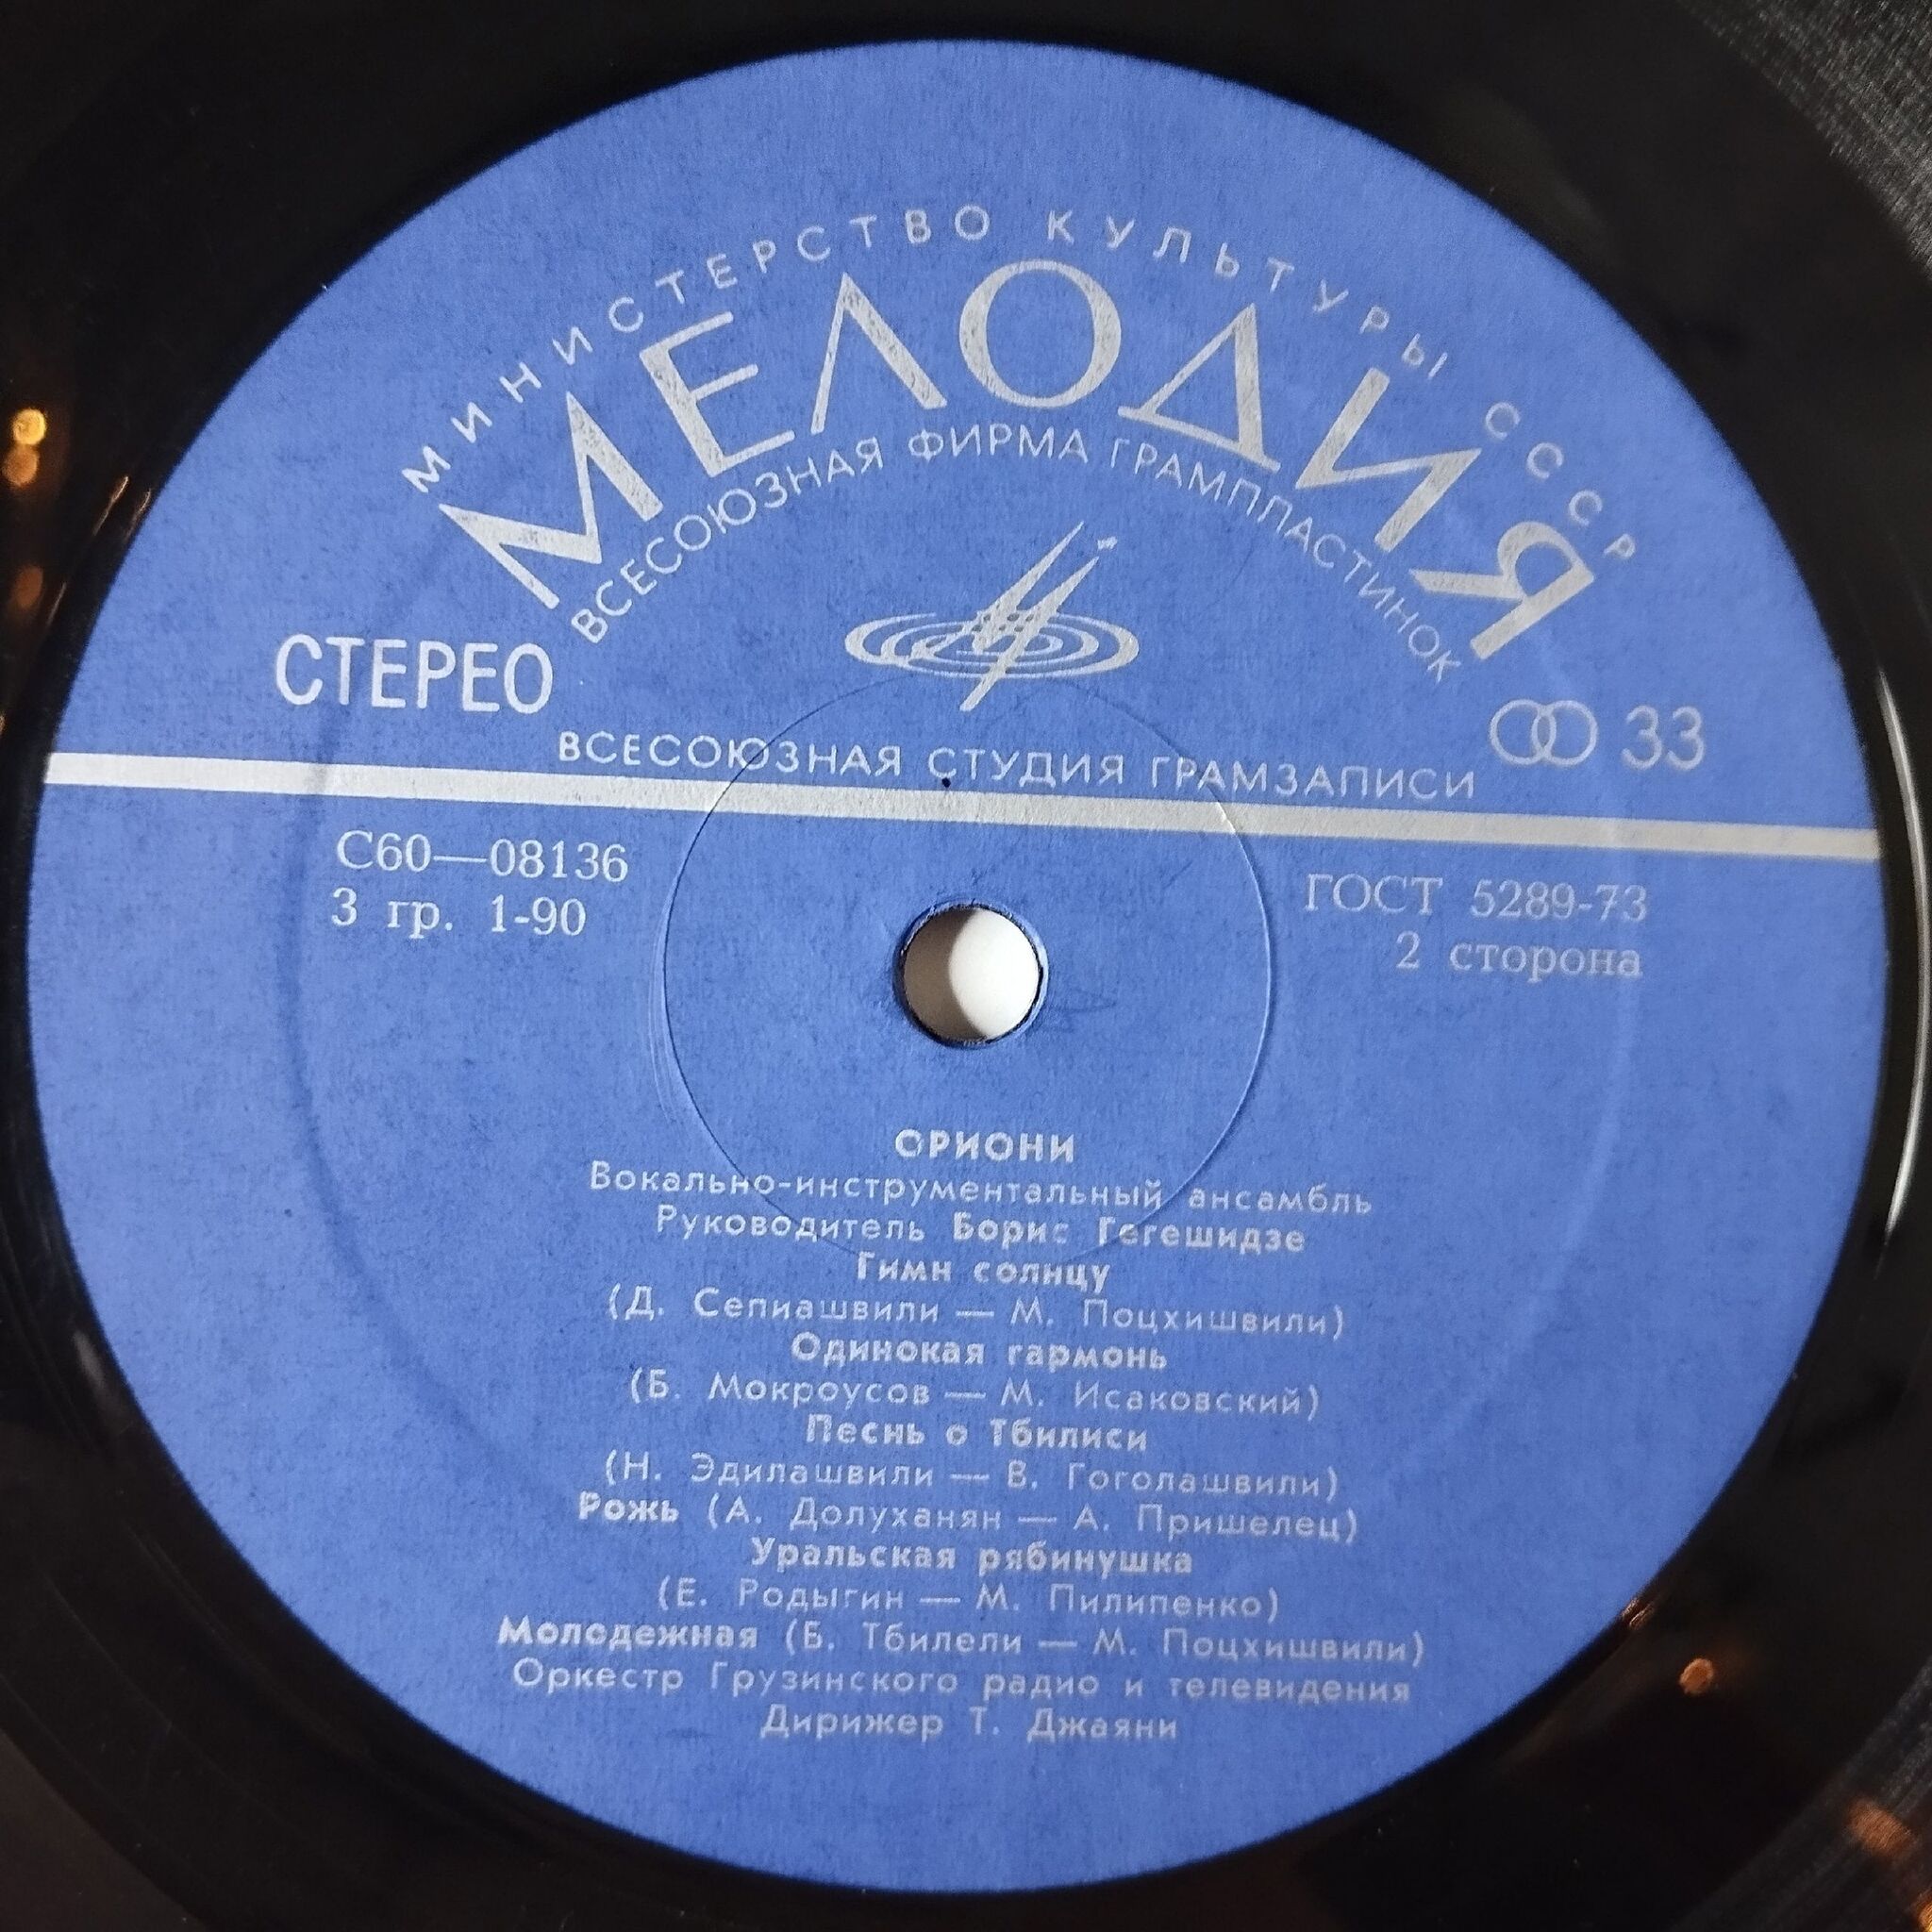 МИНИСТЕРСТВО КУЛЬТУРЫ СССР
МЕЛОДИЯ
ВСЕСОЮЗНАЯ ФИРМА ГРАМПЛАСТИНОК
СТЕРЕО
33
ВСЕСОЮЗНАЯ СТУДИЯ ГРАМЗАПИСИ
С60—08136
ГОСТ 5289-73
3 гр. 1-90
2 сторона
ОРИОНИ
Вокально-инструментальный ансамбль
Руководитель Борис Гегешидзе
Гимн солнцу
(Д. Сепиашвили — М. Поцхишвили)
Одинокая гармонь
(Б. Мокроусов — М. Исаковский)
Песнь о Тбилиси
(Н. Эдилашвили — В. Гоголашвили)
Рожь (А. Долуханян — А. Пришелец)
Уральская рябинушка
(Е. Родыгин — М. Пилипенко)
Молодежная (Б. Тбилели — М. Поцхишвили)
Оркестр Грузинского радио и телевидения
Дирижер Т. Джаяни